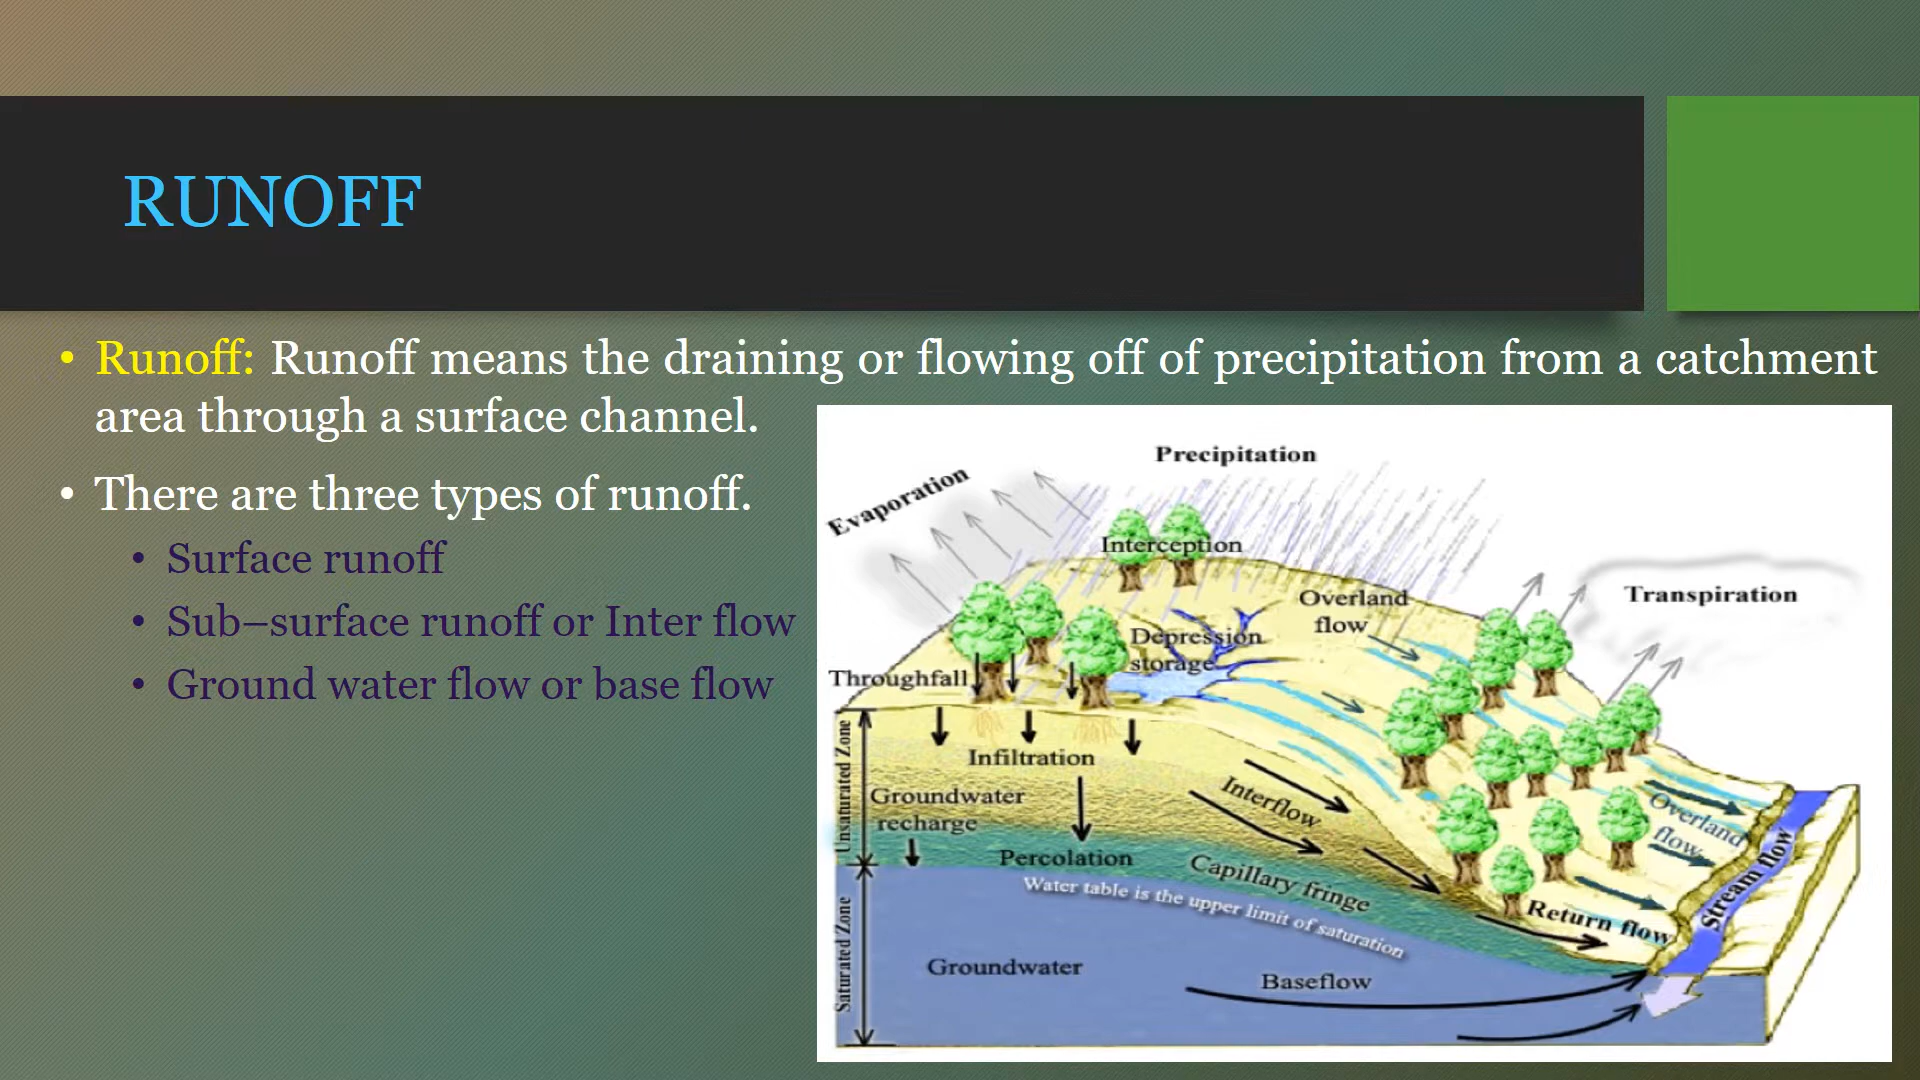 RUNOFF
• Runoff: Runoff means the draining or flowing off of precipitation from a catchment
area through a surface channel.
• There are three types of runoff.
• Surface runoff
• Sub–surface runoff or Inter flow
• Ground water flow or base flow
Precipitation
Evaporation
Interception
Transpiration
Overland
flow
Depression
storage
Throughfall
Unsaturated Zone
Infiltration
Interflow
Groundwater
recharge
Overland
flow
Stream flow
Percolation
Capillary fringe
Water table is the upper limit of saturation
Return flow
Saturated Zone
Groundwater
Baseflow